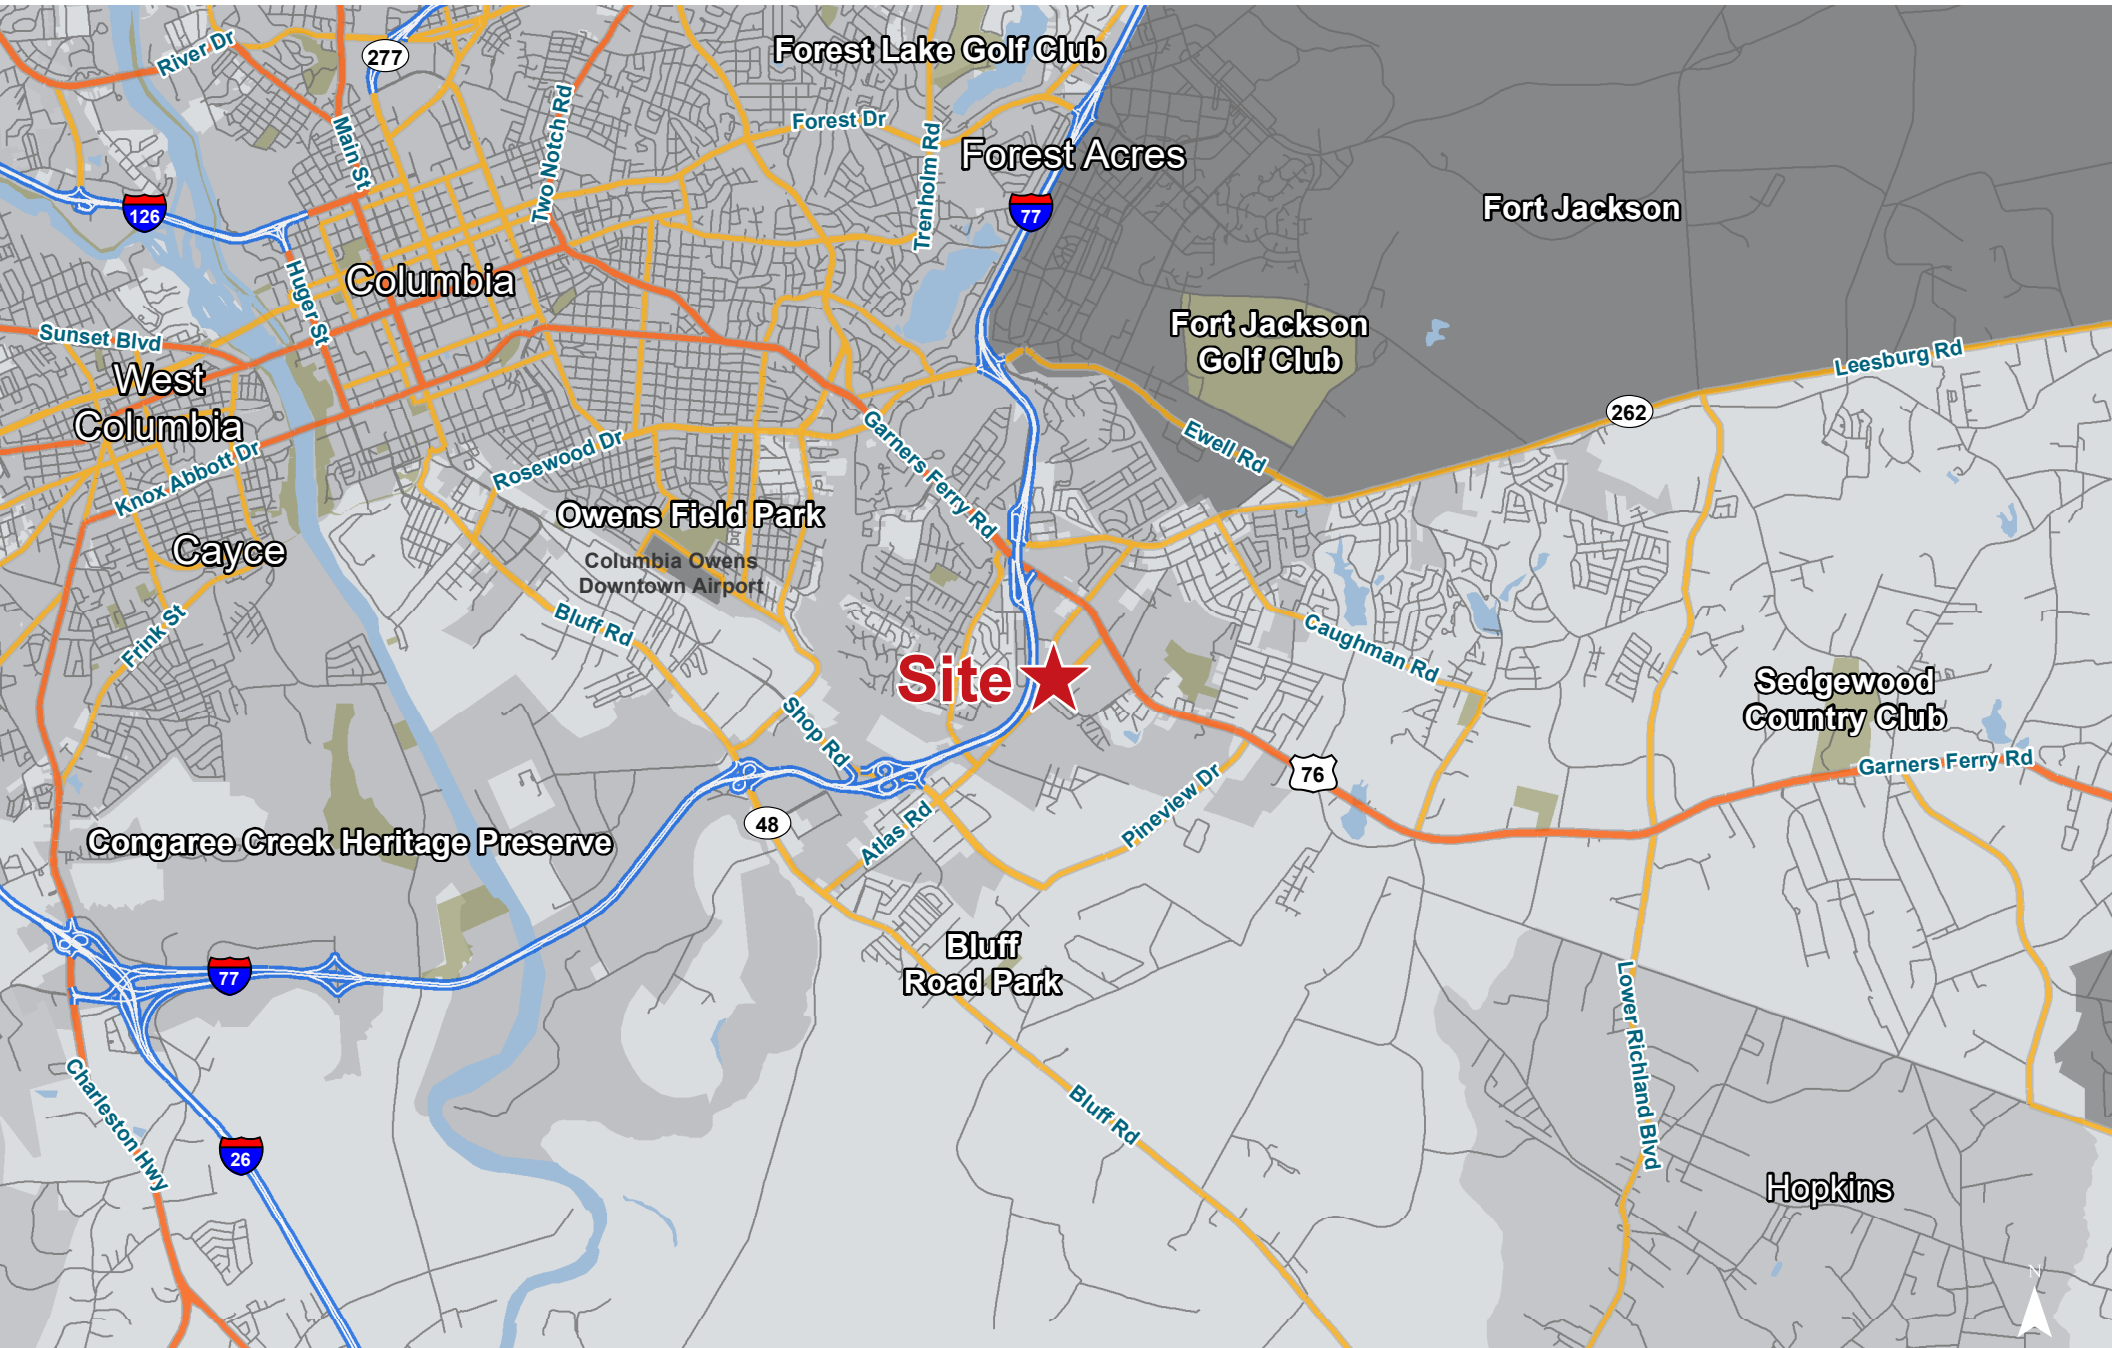 River Dr
277
Forest Lake Golf Club
Main St
Two Notch Rd
Forest Dr
Trenholm Rd
Forest Acres
126
77
Fort Jackson
Huger St
Columbia
Sunset Blvd
West
Columbia
Fort Jackson
Golf Club
Leesburg Rd
262
Knox Abbott Dr
Rosewood Dr
Garners Ferry Rd
Ewell Rd
Owens Field Park
Cayce
Columbia Owens
Downtown Airport
Frink St
Bluff Rd
Caughman Rd
Site
Shop Rd
Sedgewood
Country Club
Garners Ferry Rd
76
Pineview Dr
48
Atlas Rd
Congaree Creek Heritage Preserve
Bluff
Road Park
77
Lower Richland Blvd
Charleston Hwy
Bluff Rd
26
Hopkins
N